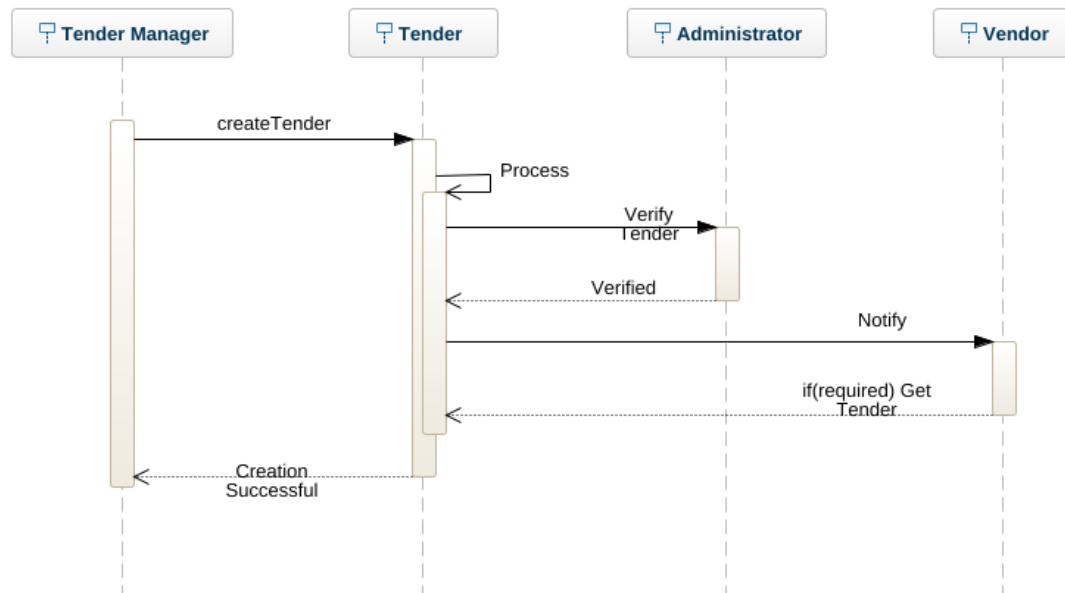 Tender Manager
Tender
Administrator
Vendor
createTender
Process
Verify
Tender
Verified
Notify
if(required) Get
Tender
Creation
Successful